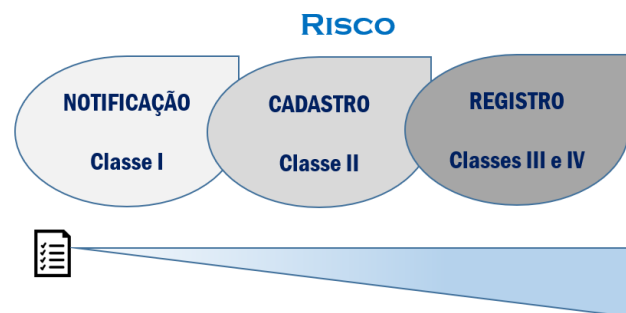 Risco
NOTIFICAÇÃO
Classe I
CADASTRO
Classe II
REGISTRO
Classes III e IV